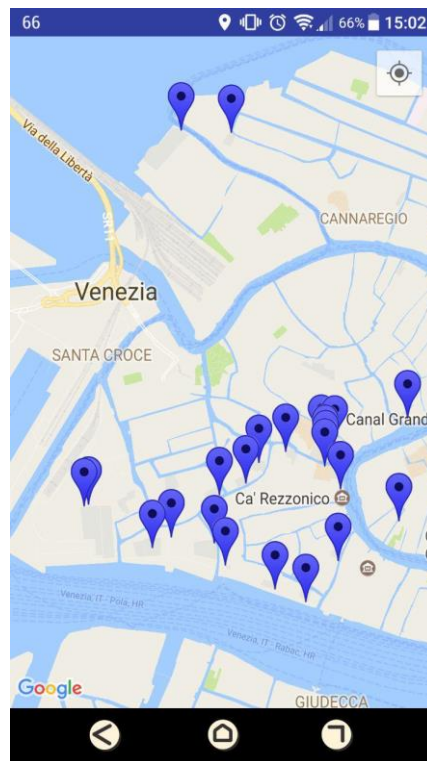 66
66%
15:02
Via della Libertà
SR11
CANNAREGIO
Venezia
SANTA CROCE
Canal Grand
Ca' Rezzonico
Venezia, IT - Pola, HR
Venezia, IT - Rabac, HR
Google
GIUDECCA